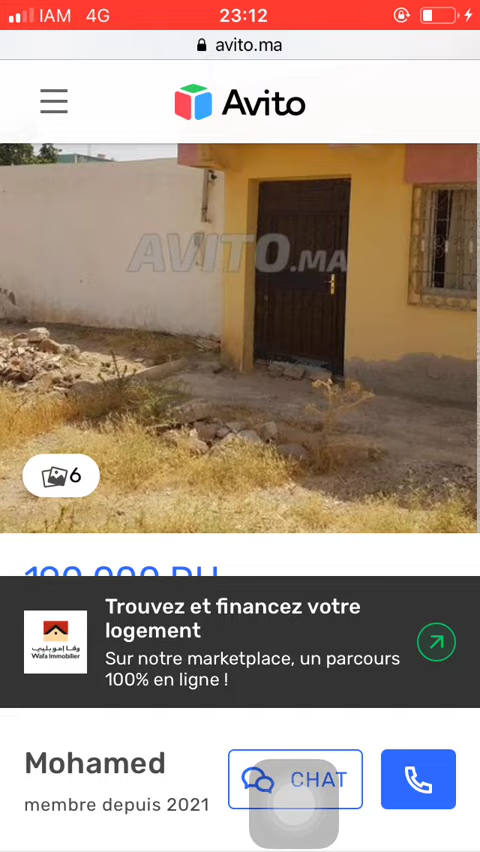 IAM 4G 23:12
avito.ma
Avito
AVITO.MA
6
Trouvez et financez votre
logement
Sur notre marketplace, un parcours
100% en ligne !
وفا إموبليي
Wafa Immobilier
Mohamed
CHAT
membre depuis 2021